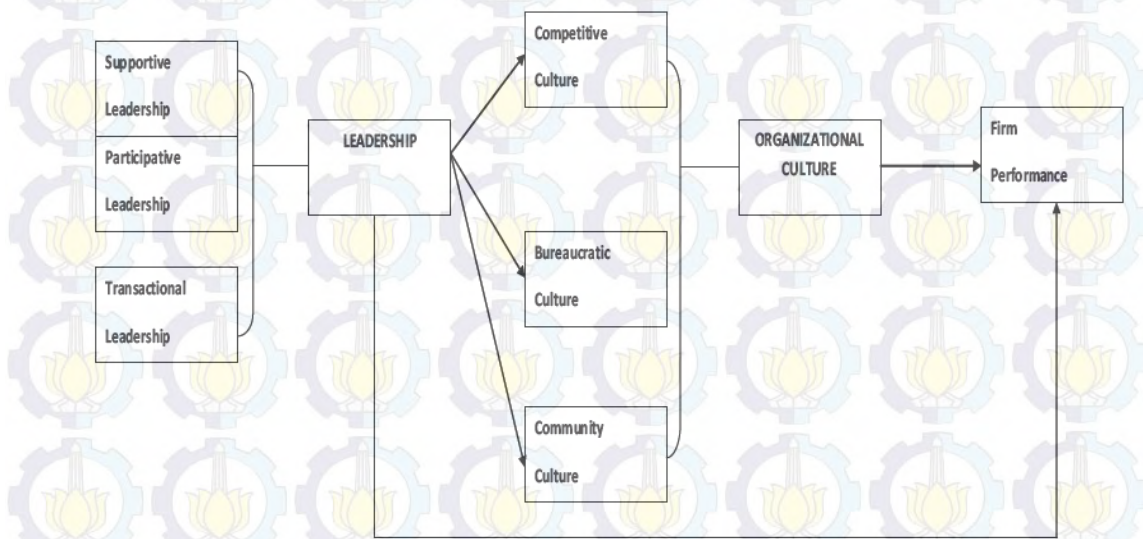 Supportive
Leadership
Participative
Leadership
Transactional
Leadership
LEADERSHIP
Competitive
Culture
Bureaucratic
Culture
Community
Culture
ORGANIZATIONAL
CULTURE
Firm
Performance